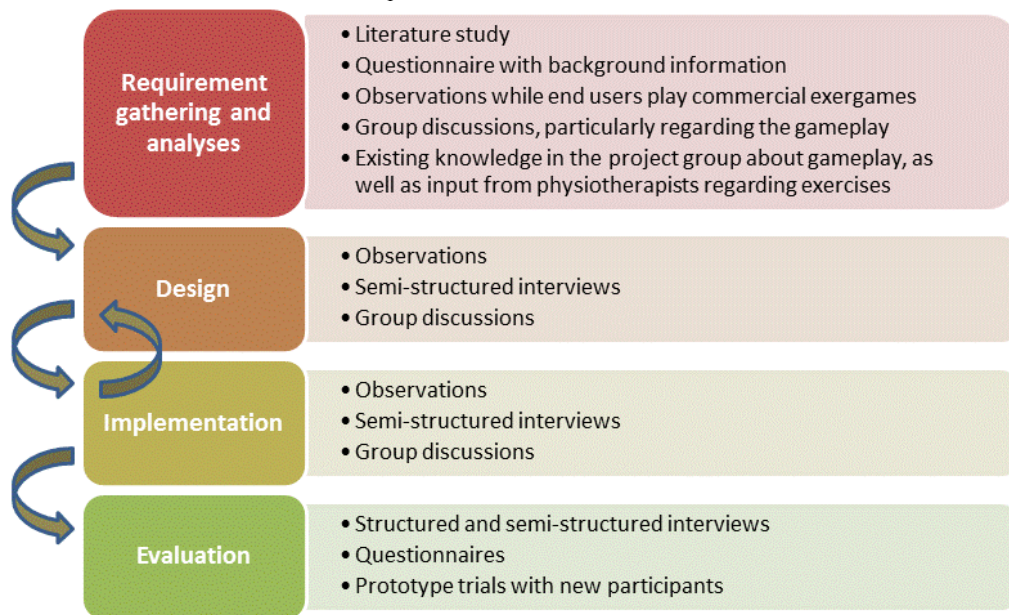 Requirement
gathering and
analyses
• Literature study
• Questionnaire with background information
• Observations while end users play commercial exergames
• Group discussions, particularly regarding the gameplay
• Existing knowledge in the project group about gameplay, as
well as input from physiotherapists regarding exercises
Design
• Observations
• Semi-structured interviews
• Group discussions
Implementation
• Observations
• Semi-structured interviews
• Group discussions
Evaluation
• Structured and semi-structured interviews
• Questionnaires
• Prototype trials with new participants